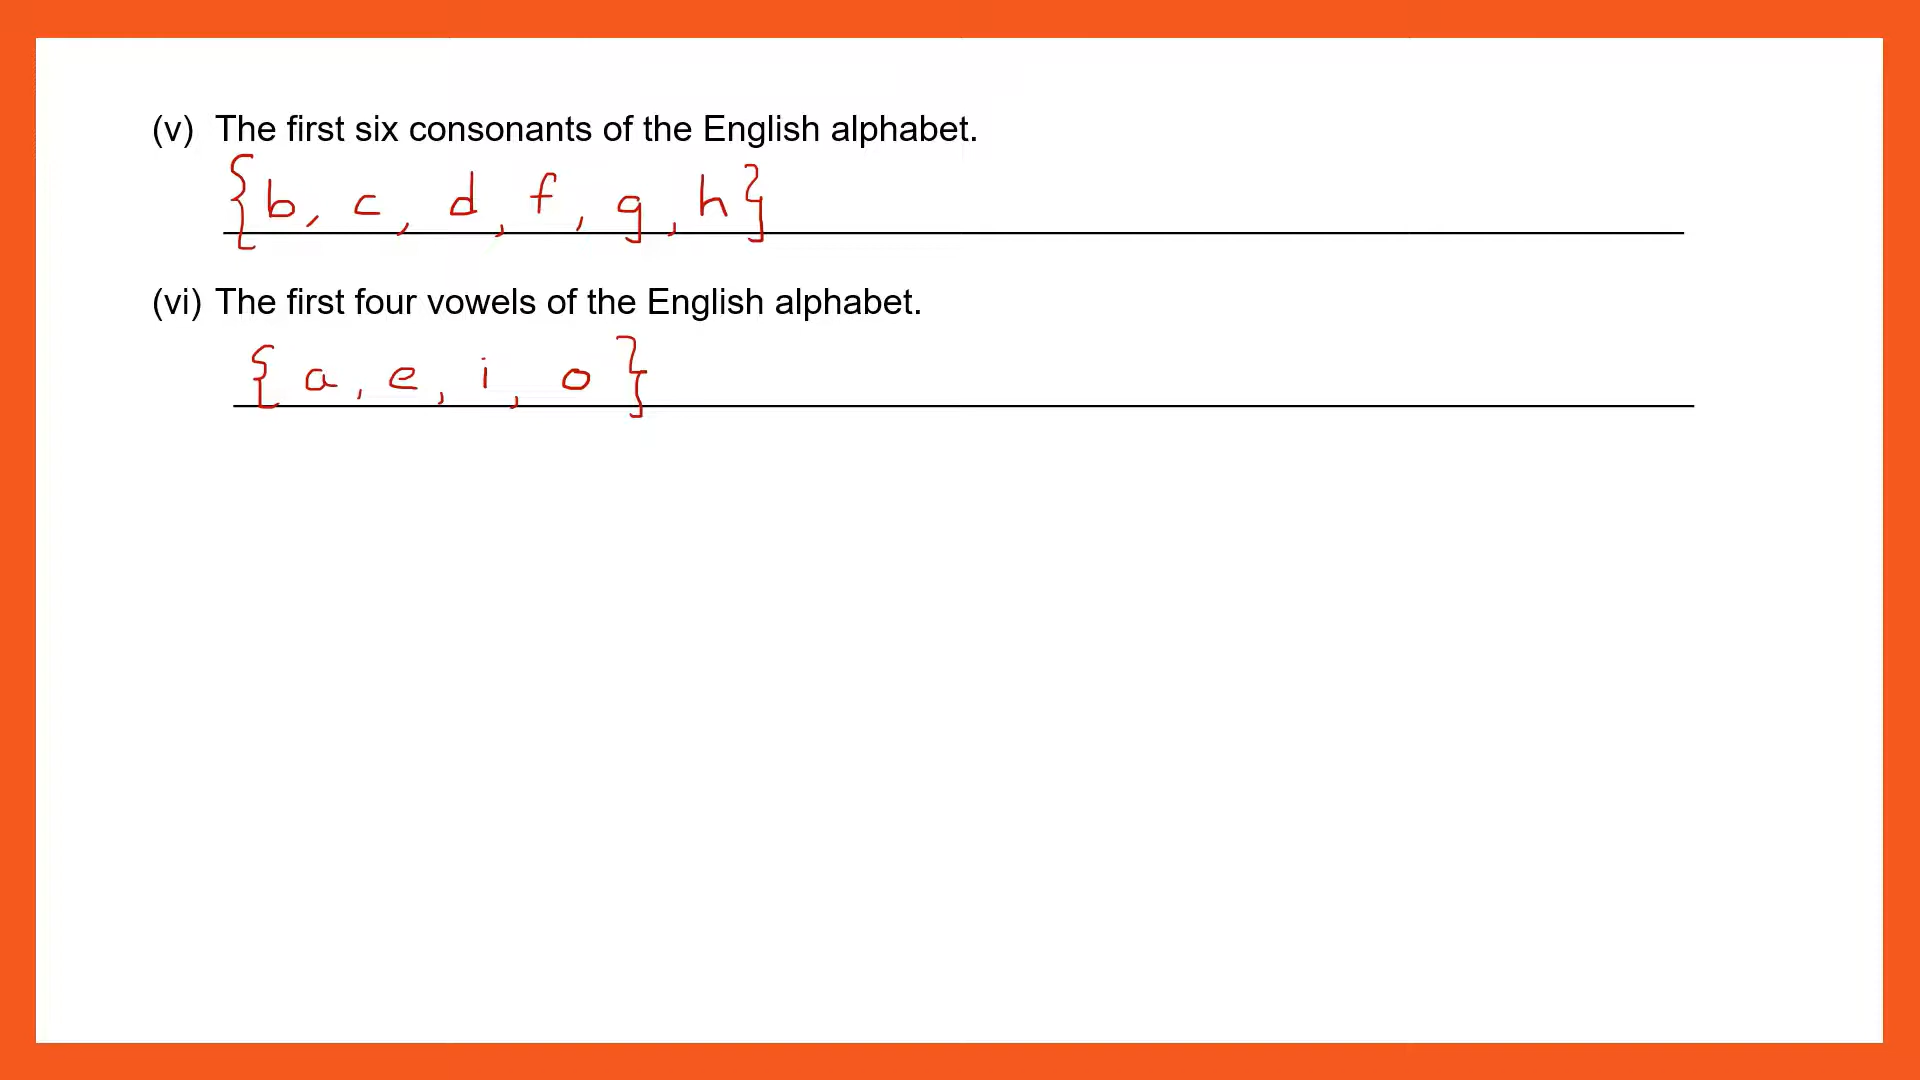 (v) The first six consonants of the English alphabet.
{b, c, d, f, g, h}
(vi) The first four vowels of the English alphabet.
{ a, e, i, o }